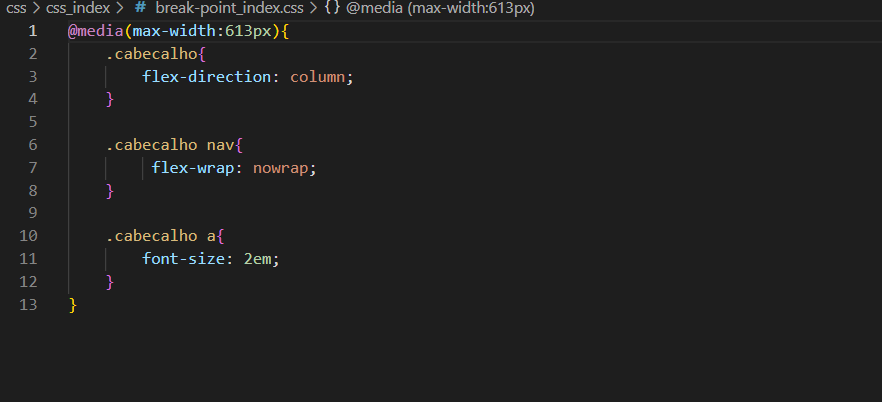 css > css_index > # break-point_index.css > {} @media (max-width:613px)
1 @media(max-width:613px){
2     .cabecalho{
3         flex-direction: column;
4     }
5
6     .cabecalho nav{
7          flex-wrap: nowrap;
8     }
9
10     .cabecalho a{
11         font-size: 2em;
12     }
13 }